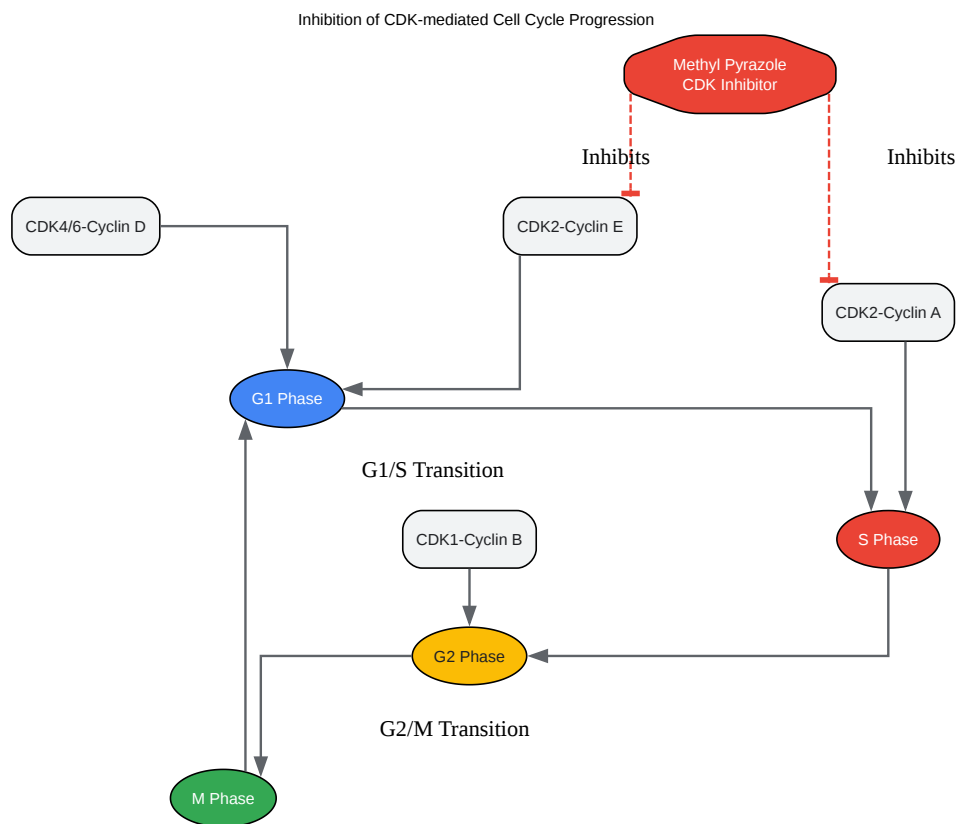 Inhibition of CDK-mediated Cell Cycle Progression
Methyl Pyrazole
CDK Inhibitor
Inhibits
Inhibits
CDK4/6-Cyclin D
CDK2-Cyclin E
CDK2-Cyclin A
G1 Phase
G1/S Transition
CDK1-Cyclin B
S Phase
G2 Phase
G2/M Transition
M Phase